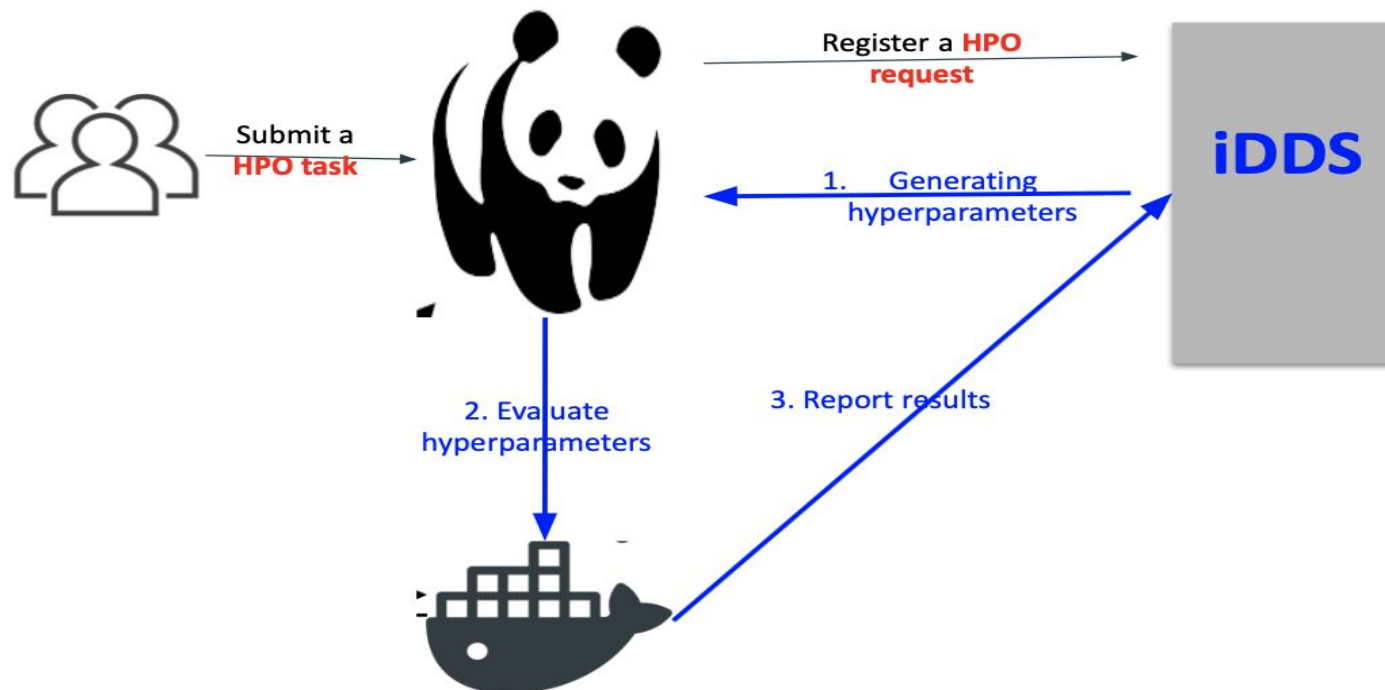 Register a HPO
request
Submit a
HPO task
iDDS
1. Generating
hyperparameters
2. Evaluate
hyperparameters
3. Report results